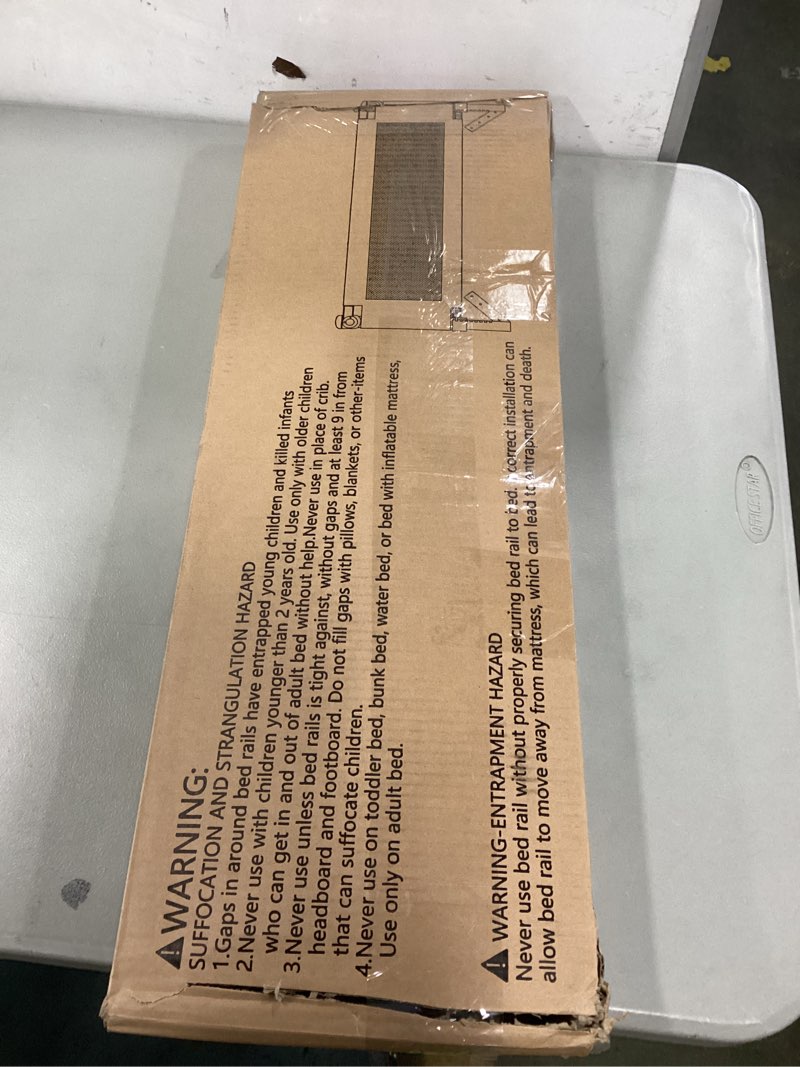 WARNING:
SUFFOCATION AND STRANGULATION HAZARD
1.Gaps in around bed rails have entrapped young children and killed infants
2.Never use with children younger than 2 years old. Use only with older children
who can get in and out of adult bed without help.Never use in place of crib.
3.Never use unless bed rails is tight against, without gaps and at least 9 in from
headboard and footboard. Do not fill gaps with pillows, blankets, or other-items
that can suffocate children.
4.Never use on toddler bed, bunk bed, water bed, or bed with inflatable mattress,
Use only on adult bed.
WARNING-ENTRAPMENT HAZARD
Never use bed rail without properly securing bed rail to bed. Incorrect installation can
allow bed rail to move away from mattress, which can lead to entrapment and death.
OFFICESTAR